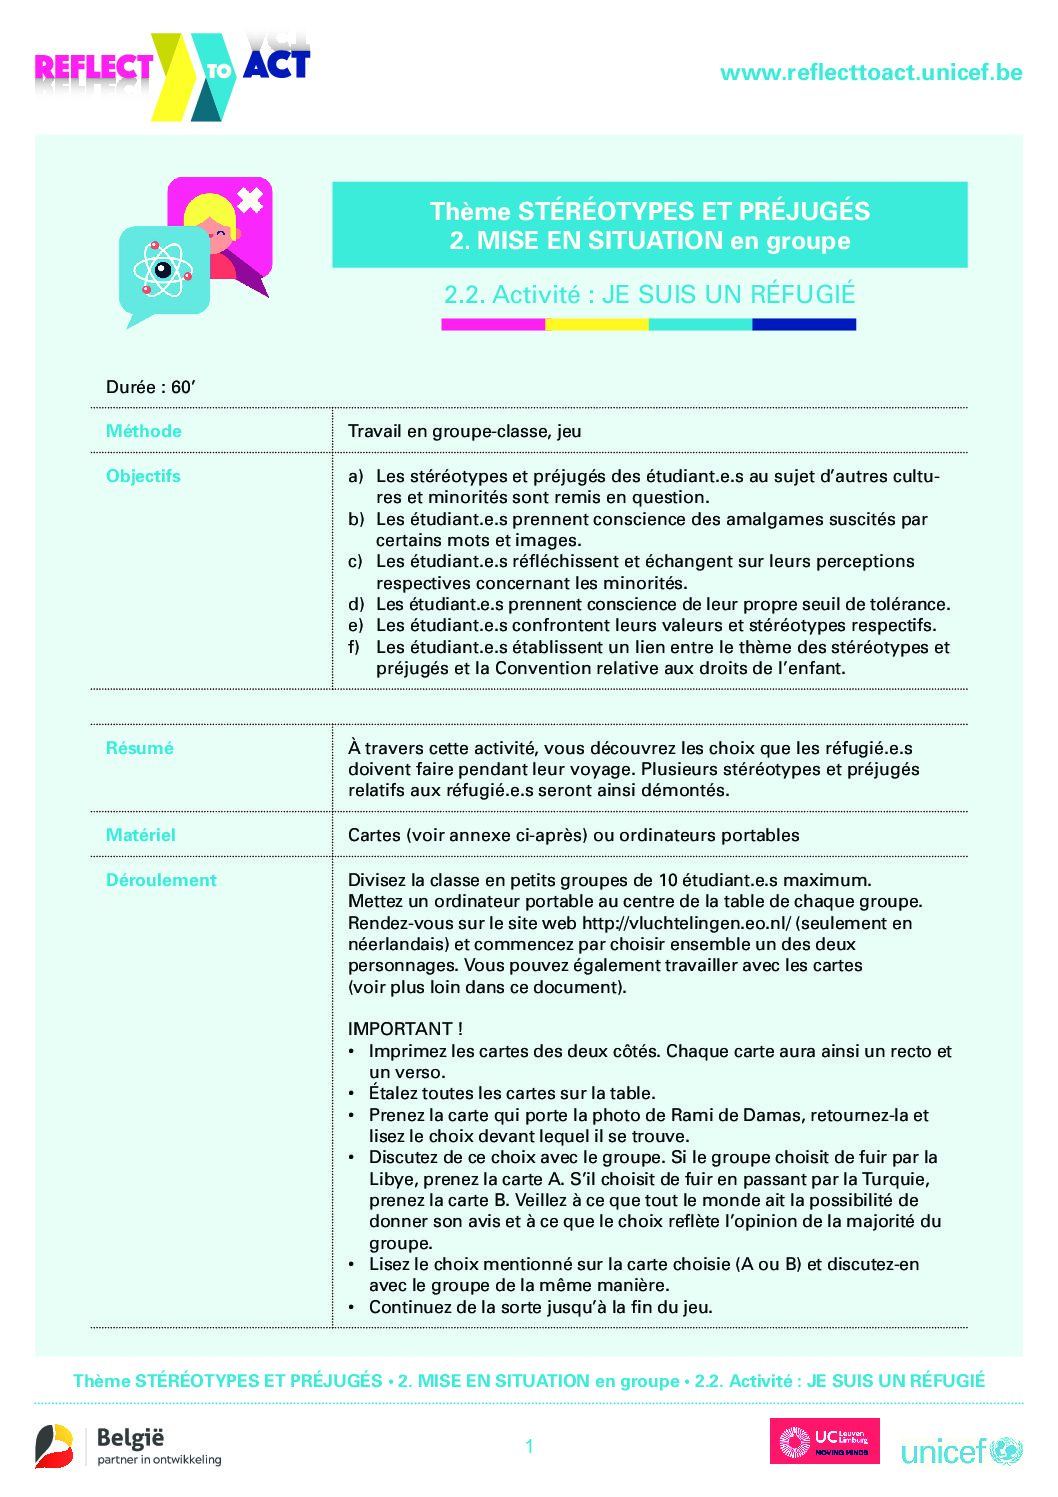 REFLECT TO ACT
www.reflecttoact.unicef.be
Thème STÉRÉOTYPES ET PRÉJUGÉS
2. MISE EN SITUATION en groupe
2.2. Activité : JE SUIS UN RÉFUGIÉ
Durée : 60’
Méthode
Travail en groupe-classe, jeu
Objectifs
a) Les stéréotypes et préjugés des étudiant.e.s au sujet d’autres cultu-
res et minorités sont remis en question.
b) Les étudiant.e.s prennent conscience des amalgames suscités par
certains mots et images.
c) Les étudiant.e.s réfléchissent et échangent sur leurs perceptions
respectives concernant les minorités.
d) Les étudiant.e.s prennent conscience de leur propre seuil de tolérance.
e) Les étudiant.e.s confrontent leurs valeurs et stéréotypes respectifs.
f) Les étudiant.e.s établissent un lien entre le thème des stéréotypes et
préjugés et la Convention relative aux droits de l’enfant.
Résumé
À travers cette activité, vous découvrez les choix que les réfugié.e.s
doivent faire pendant leur voyage. Plusieurs stéréotypes et préjugés
relatifs aux réfugié.e.s seront ainsi démontés.
Matériel
Cartes (voir annexe ci-après) ou ordinateurs portables
Déroulement
Divisez la classe en petits groupes de 10 étudiant.e.s maximum.
Mettez un ordinateur portable au centre de la table de chaque groupe.
Rendez-vous sur le site web http://vluchtelingen.eo.nl/ (seulement en
néerlandais) et commencez par choisir ensemble un des deux
personnages. Vous pouvez également travailler avec les cartes
(voir plus loin dans ce document).
IMPORTANT !
• Imprimez les cartes des deux côtés. Chaque carte aura ainsi un recto et
un verso.
• Étalez toutes les cartes sur la table.
• Prenez la carte qui porte la photo de Rami de Damas, retournez-la et
lisez le choix devant lequel il se trouve.
• Discutez de ce choix avec le groupe. Si le groupe choisit de fuir par la
Libye, prenez la carte A. S’il choisit de fuir en passant par la Turquie,
prenez la carte B. Veillez à ce que tout le monde ait la possibilité de
donner son avis et à ce que le choix reflète l’opinion de la majorité du
groupe.
• Lisez le choix mentionné sur la carte choisie (A ou B) et discutez-en
avec le groupe de la même manière.
• Continuez de la sorte jusqu’à la fin du jeu.
Thème STÉRÉOTYPES ET PRÉJUGÉS • 2. MISE EN SITUATION en groupe • 2.2. Activité : JE SUIS UN RÉFUGIÉ
België
partner in ontwikkeling
1
UC Leuven
Limburg
MOVING MINDS
unicef